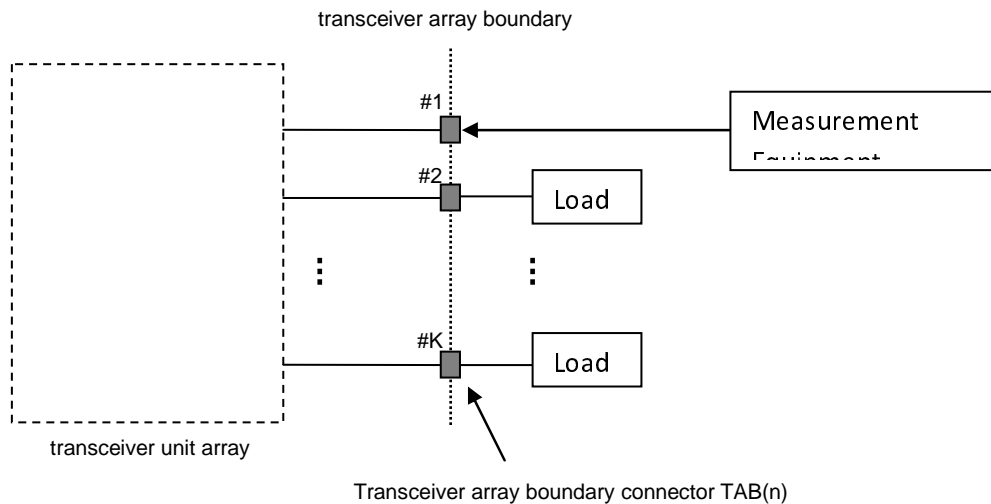 transceiver array boundary
#1
Measurement
#2
Load
#K
Load
transceiver unit array
Transceiver array boundary connector TAB(n)